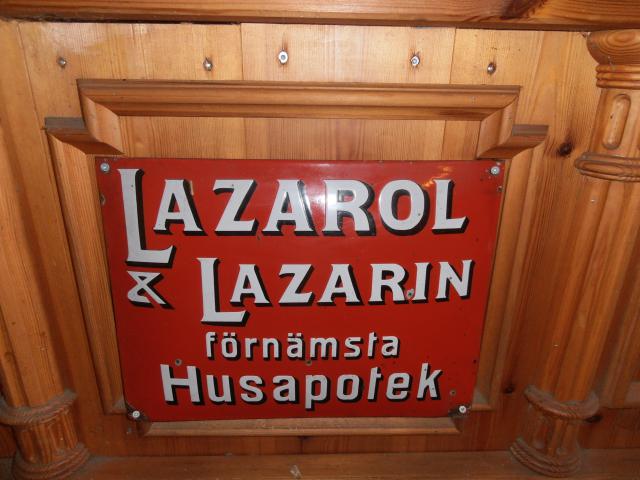 LAZAROL
& LAZARIN
förnämsta
Husapotek